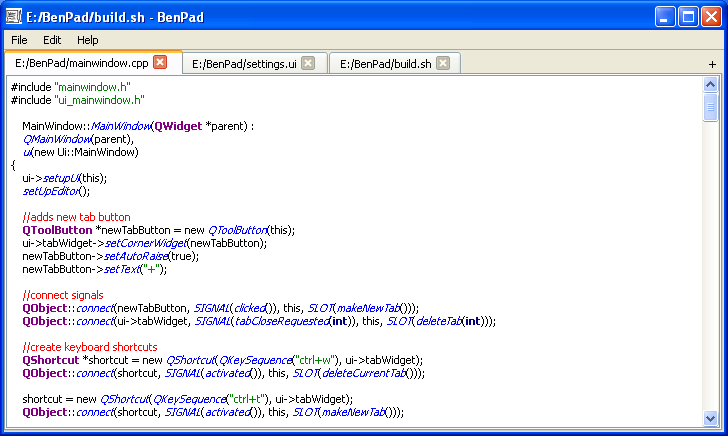 E:/BenPad/build.sh - BenPad
File Edit Help
E:/BenPad/mainwindow.cpp E:/BenPad/settings.ui E:/BenPad/build.sh +
#include "mainwindow.h"
#include "ui_mainwindow.h"
MainWindow::MainWindow(QWidget *parent) :
QMainWindow(parent),
ui(new Ui::MainWindow)
{
ui->setupUi(this);
setUpEditor();
//adds new tab button
QToolButton *newTabButton = new QToolButton(this);
ui->tabWidget->setCornerWidget(newTabButton);
newTabButton->setAutoRaise(true);
newTabButton->setText("+");
//connect signals
QObject::connect(newTabButton, SIGNAL(clicked()), this, SLOT(makeNewTab()));
QObject::connect(ui->tabWidget, SIGNAL(tabCloseRequested(int)), this, SLOT(deleteTab(int)));
//create keyboard shortcuts
QShortcut *shortcut = new QShortcut(QKeySequence("ctrl+w"), ui->tabWidget);
QObject::connect(shortcut, SIGNAL(activated()), this, SLOT(deleteCurrentTab()));
shortcut = new QShortcut(QKeySequence("ctrl+t"), ui->tabWidget);
QObject::connect(shortcut, SIGNAL(activated()), this, SLOT(makeNewTab()));